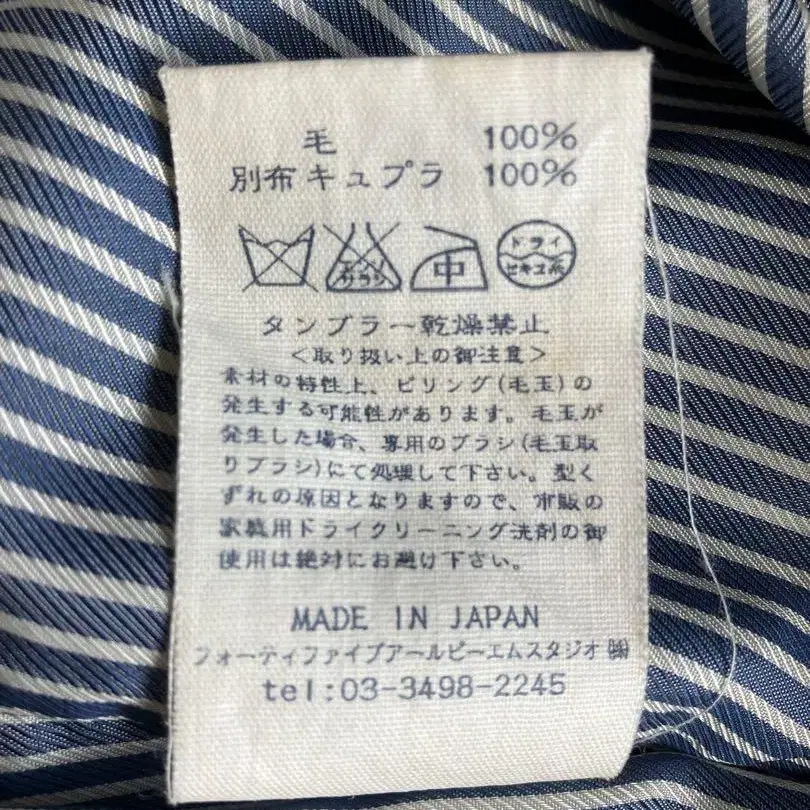 毛 100%
別布キュプラ 100%
エンソ
サラシ
中
ドライ
セキユ系
タンブラー乾燥禁止
＜取り扱い上の御注意＞
素材の特性上、ピリング(毛玉)の
発生する可能性があります。毛玉が
発生した場合、専用のブラシ(毛玉取
りブラシ)にて処理して下さい。型く
ずれの原因となりますので、市販の
家庭用ドライクリーニング洗剤の御
使用は絶対にお避け下さい。
MADE IN JAPAN
フォーティファイブアールピーエムスタジオ ㈱
tel:03-3498-2245